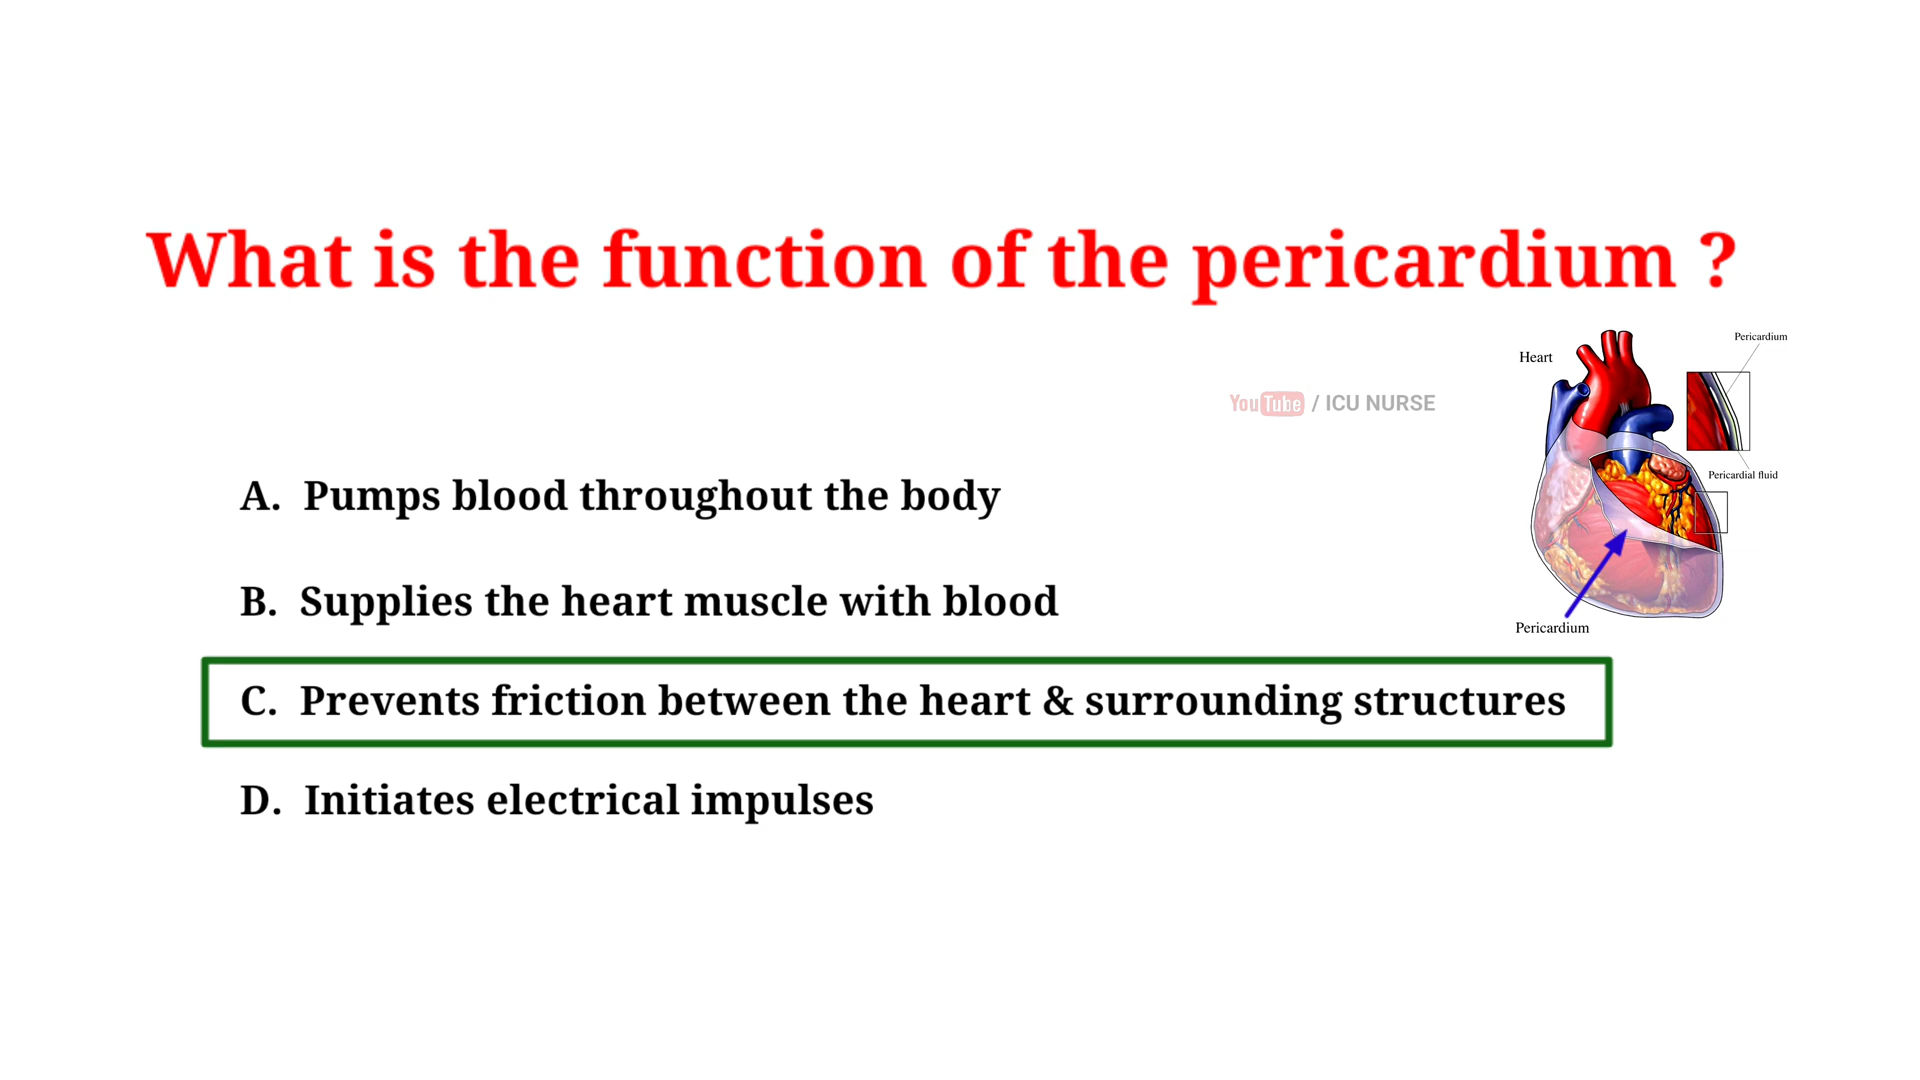 What is the function of the pericardium ?
Pericardium
Heart
YouTube / ICU NURSE
Pericardial fluid
A. Pumps blood throughout the body
B. Supplies the heart muscle with blood
Pericardium
C. Prevents friction between the heart & surrounding structures
D. Initiates electrical impulses